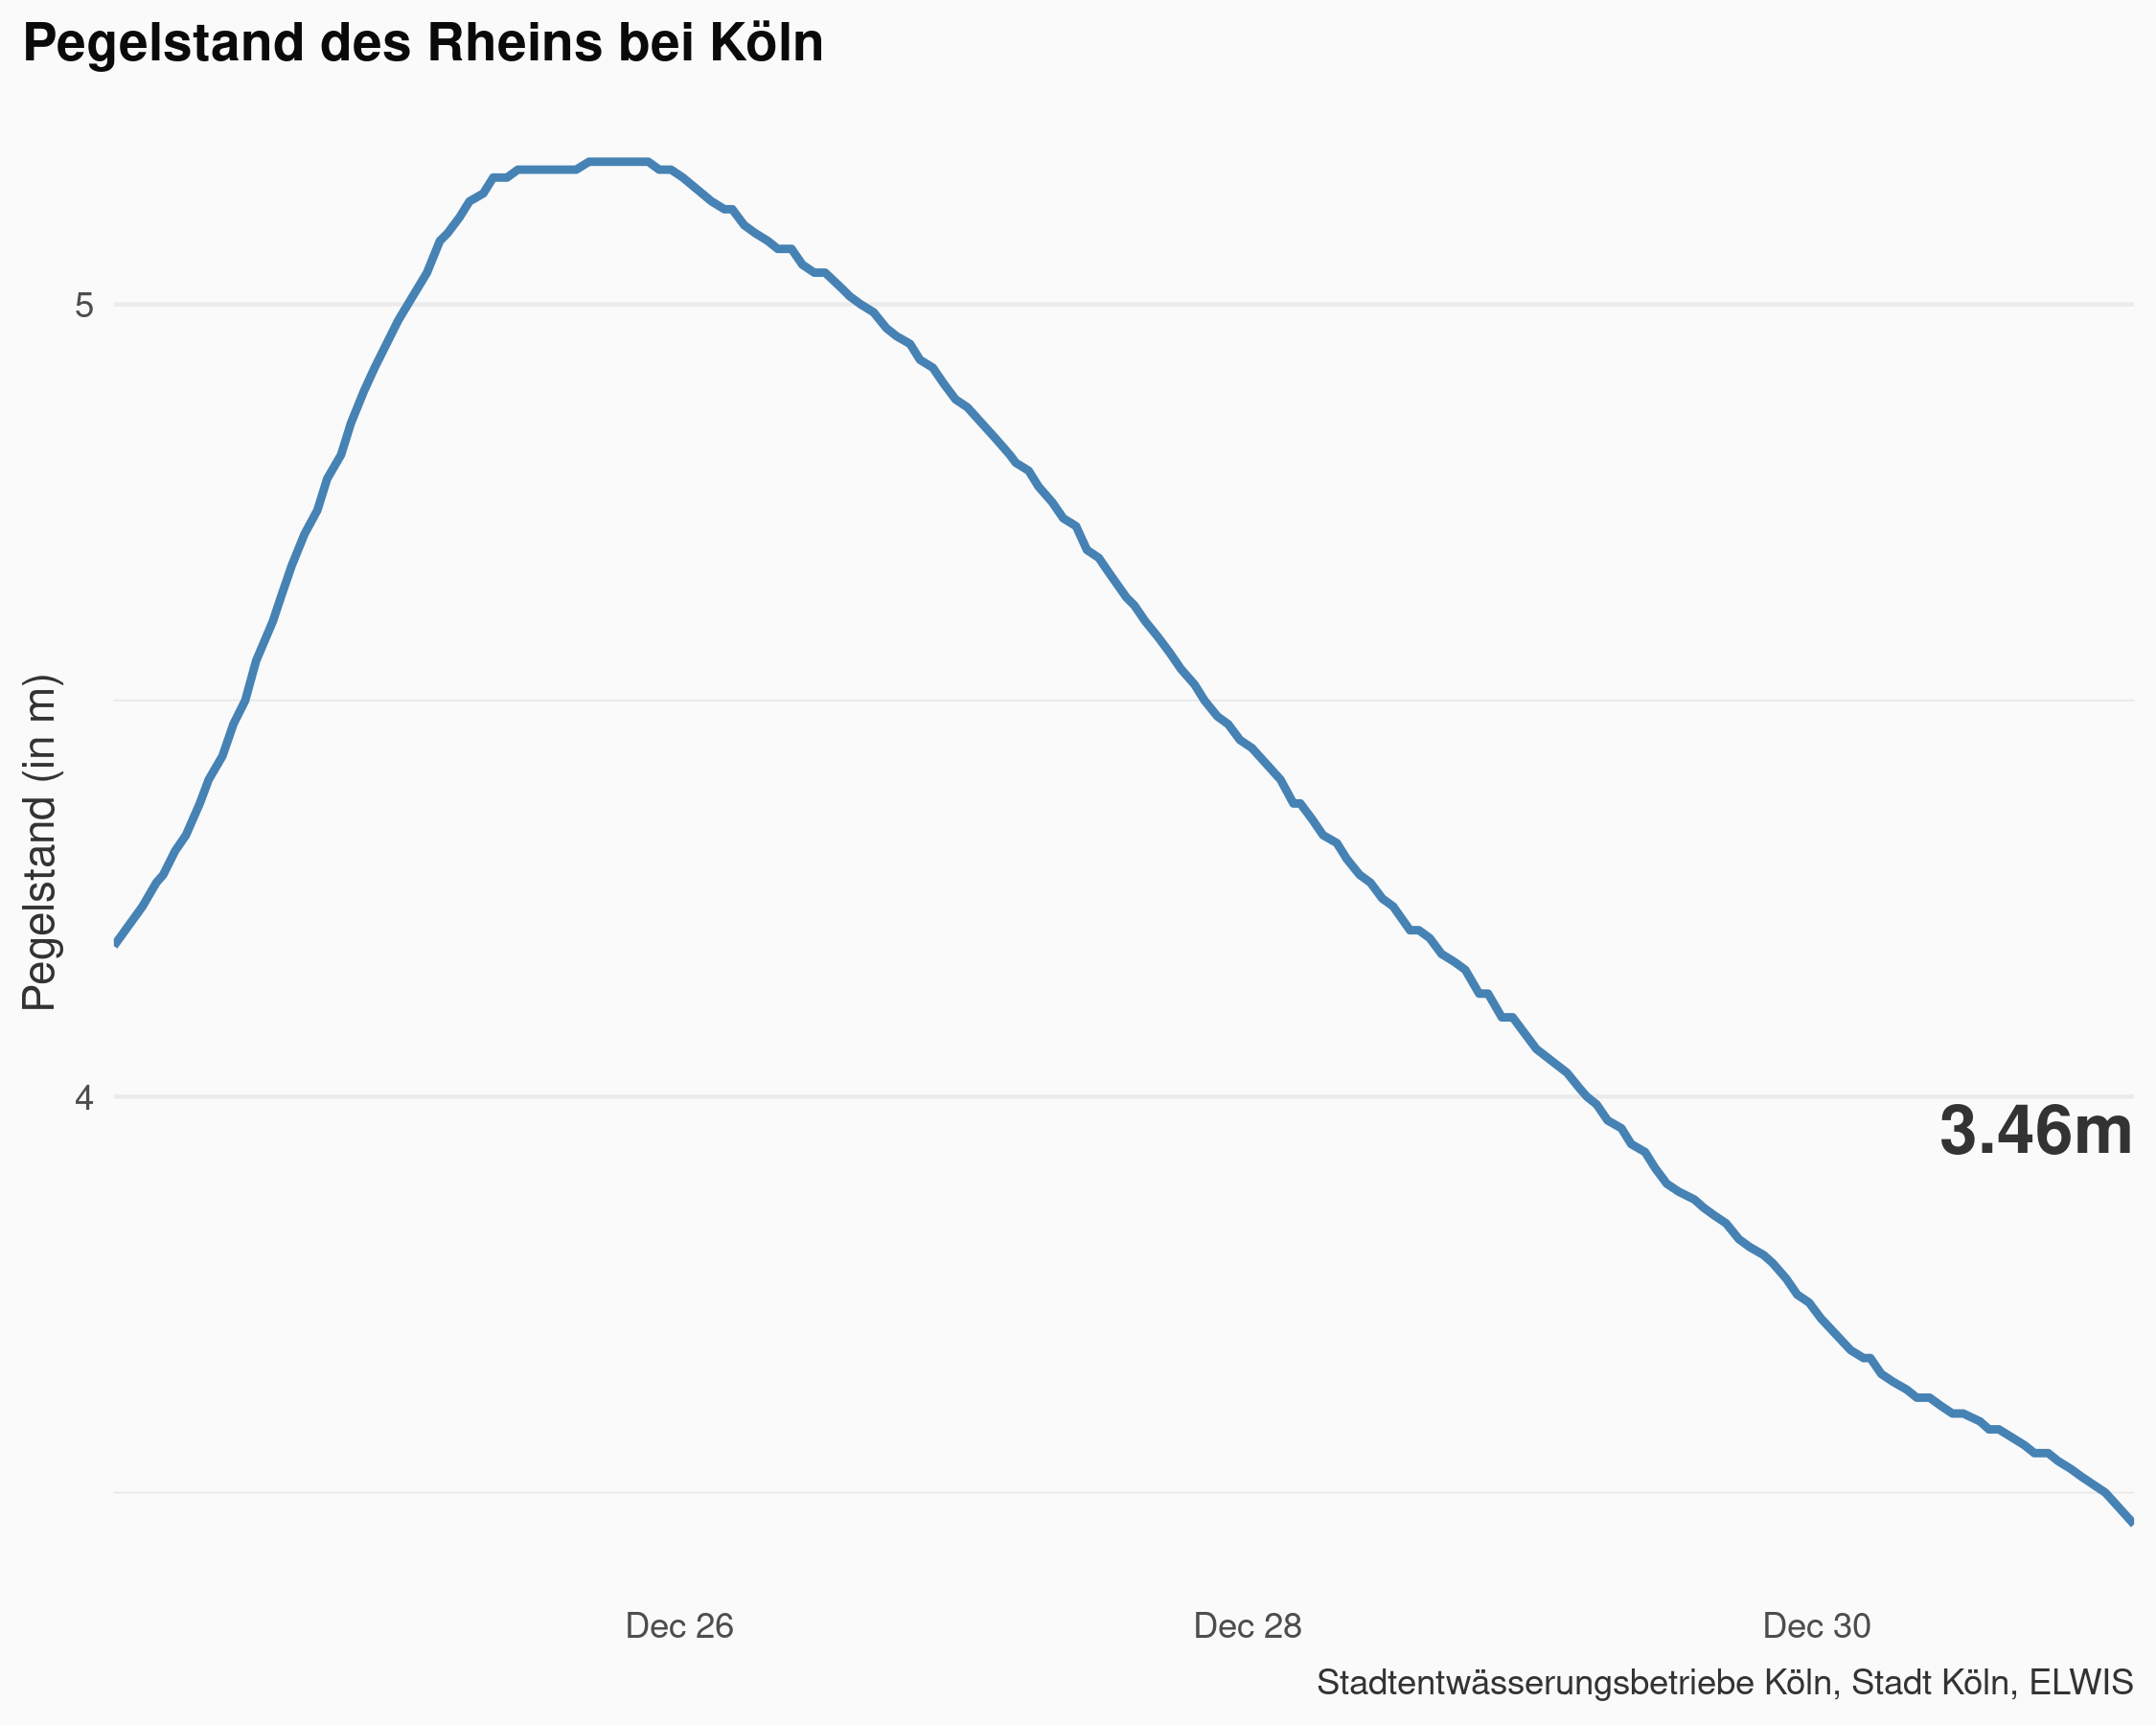 Pegelstand des Rheins bei Köln
Pegelstand (in m)
5
4
3.46m
Dec 26
Dec 28
Dec 30
Stadtentwässerungsbetriebe Köln, Stadt Köln, ELWIS